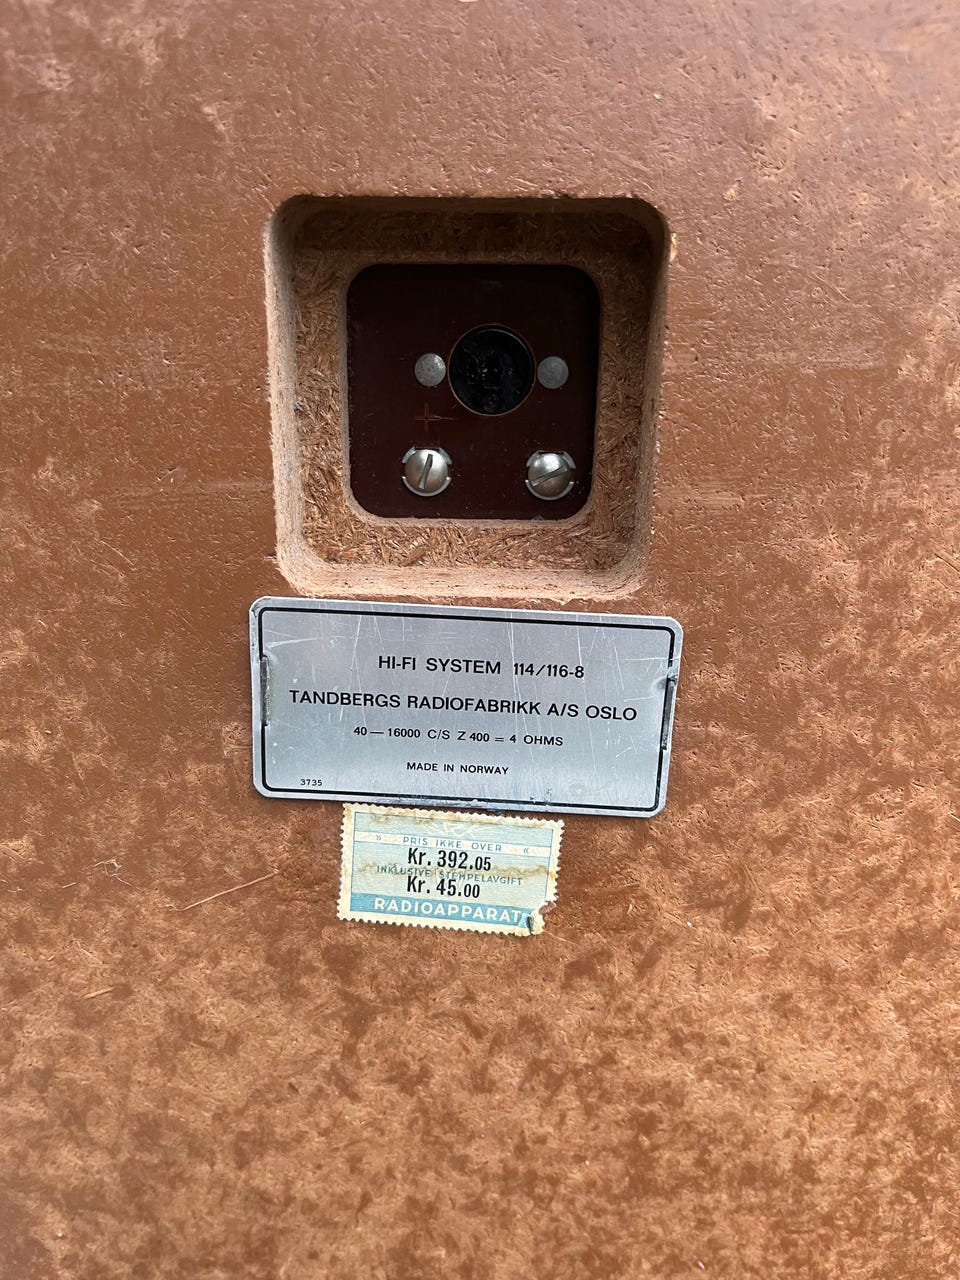 +
HI-FI SYSTEM 114/116-8
TANDBERGS RADIOFABRIKK A/S OSLO
40 — 16000 C/S Z 400 = 4 OHMS
MADE IN NORWAY
3735
» PRIS IKKE OVER «
Kr. 392.05
INKLUSIVE STEMPELAVGIFT
Kr. 45.00
RADIOAPPARAT